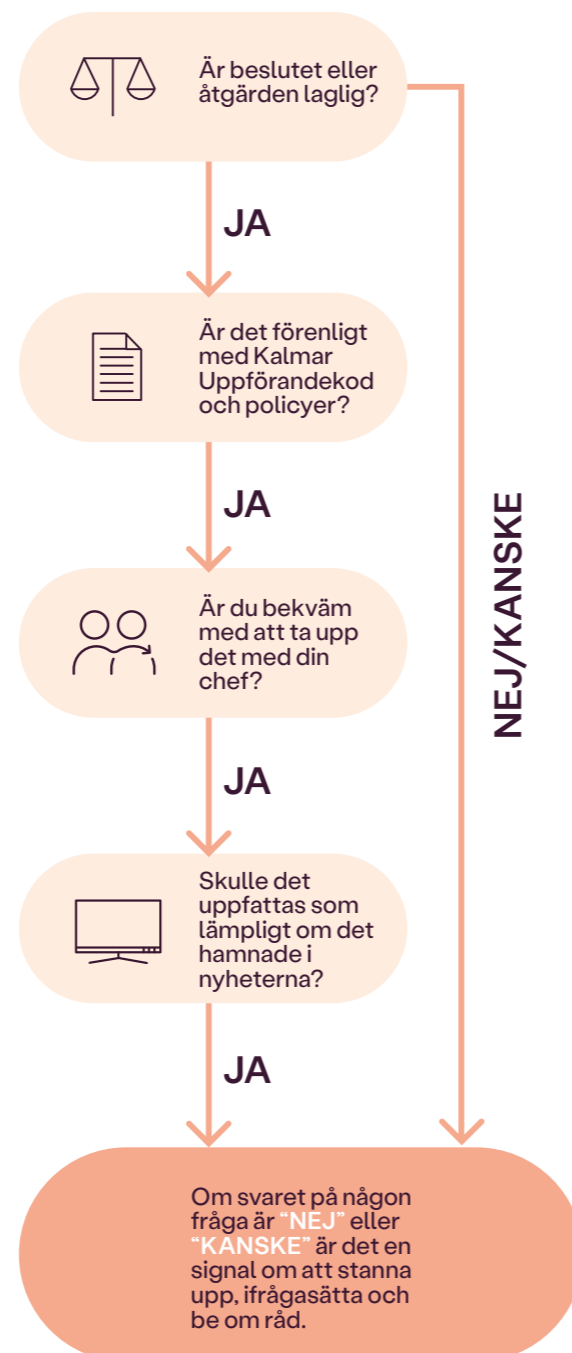 Är beslutet eller
åtgärden laglig?
JA
Är det förenligt
med Kalmar
Uppförandekod
och policyer?
JA
Är du bekväm
med att ta upp
det med din
chef?
JA
Skulle det
uppfattas som
lämpligt om det
hamnade i
nyheterna?
JA
NEJ/KANSKE
Om svaret på någon
fråga är “NEJ” eller
“KANSKE” är det en
signal om att stanna
upp, ifrågasätta och
be om råd.